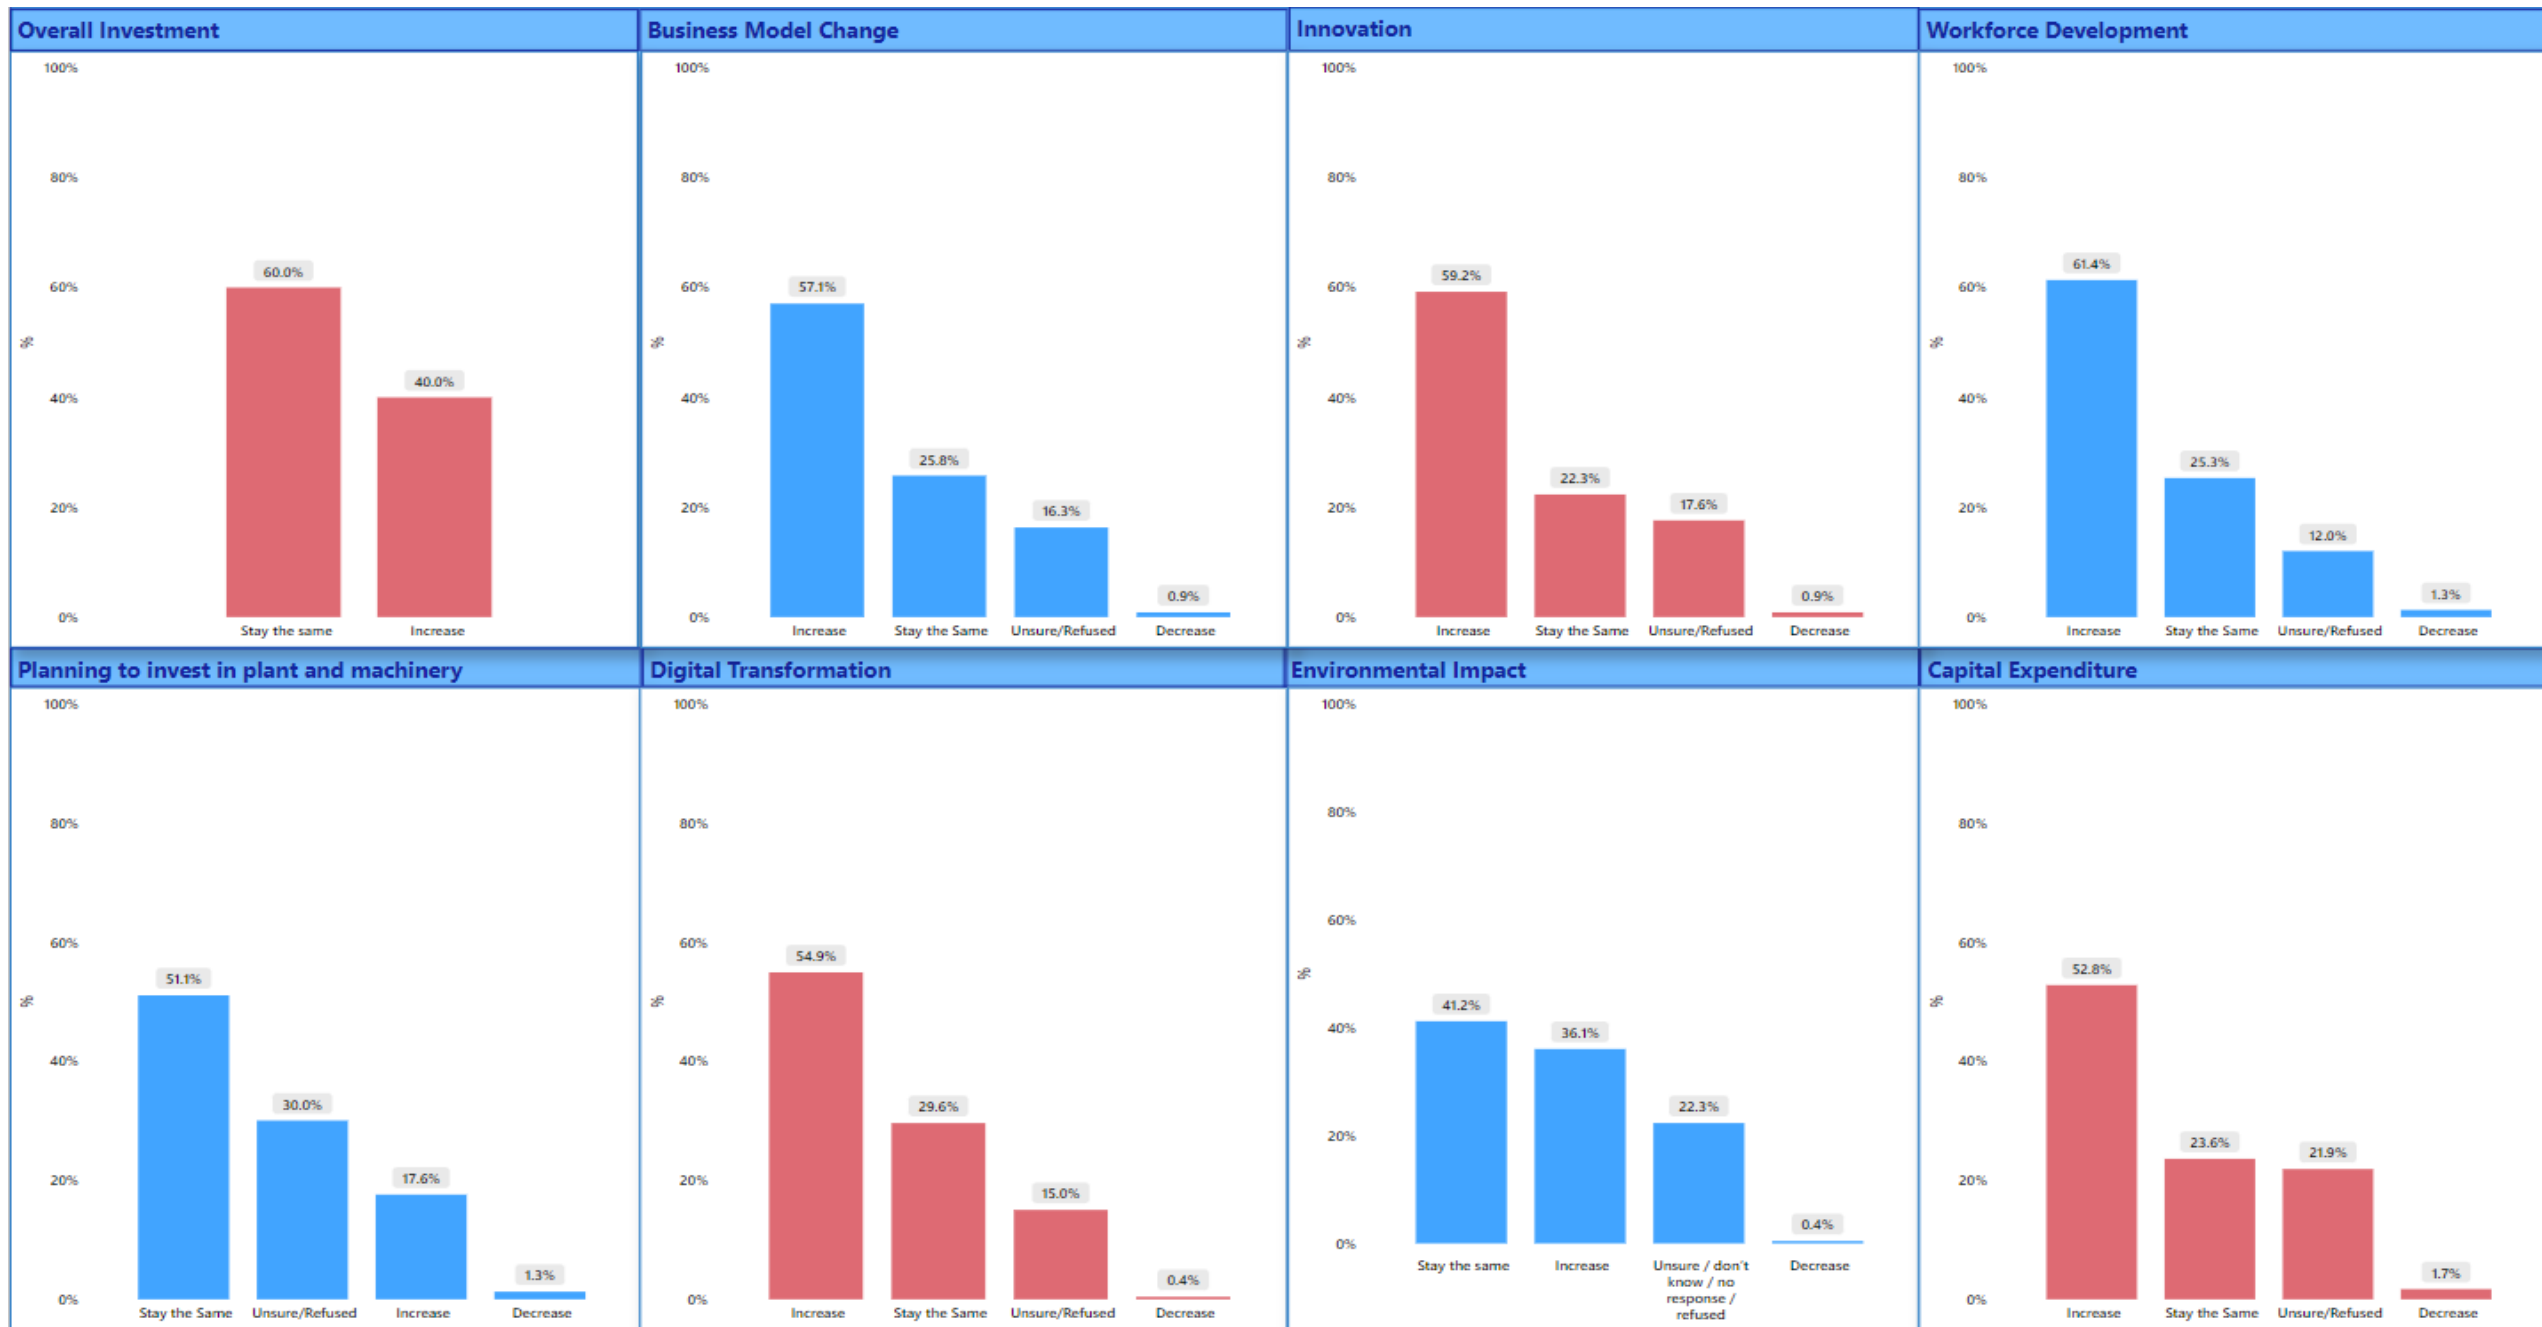 Overall Investment
100%
80%
60%
40%
20%
0%
%
60.0%
40.0%
Stay the same
Increase
Business Model Change
100%
80%
60%
40%
20%
0%
%
57.1%
25.8%
16.3%
0.9%
Increase
Stay the Same
Unsure/Refused
Decrease
Innovation
100%
80%
60%
40%
20%
0%
%
59.2%
22.3%
17.6%
0.9%
Increase
Stay the Same
Unsure/Refused
Decrease
Workforce Development
100%
80%
60%
40%
20%
0%
%
61.4%
25.3%
12.0%
1.3%
Increase
Stay the Same
Unsure/Refused
Decrease
Planning to invest in plant and machinery
100%
80%
60%
40%
20%
0%
%
51.1%
30.0%
17.6%
1.3%
Stay the Same
Unsure/Refused
Increase
Decrease
Digital Transformation
100%
80%
60%
40%
20%
0%
%
54.9%
29.6%
15.0%
0.4%
Increase
Stay the Same
Unsure/Refused
Decrease
Environmental Impact
100%
80%
60%
40%
20%
0%
%
41.2%
36.1%
22.3%
0.4%
Stay the same
Increase
Unsure / don't
know / no
response /
refused
Decrease
Capital Expenditure
100%
80%
60%
40%
20%
0%
%
52.8%
23.6%
21.9%
1.7%
Increase
Stay the Same
Unsure/Refused
Decrease